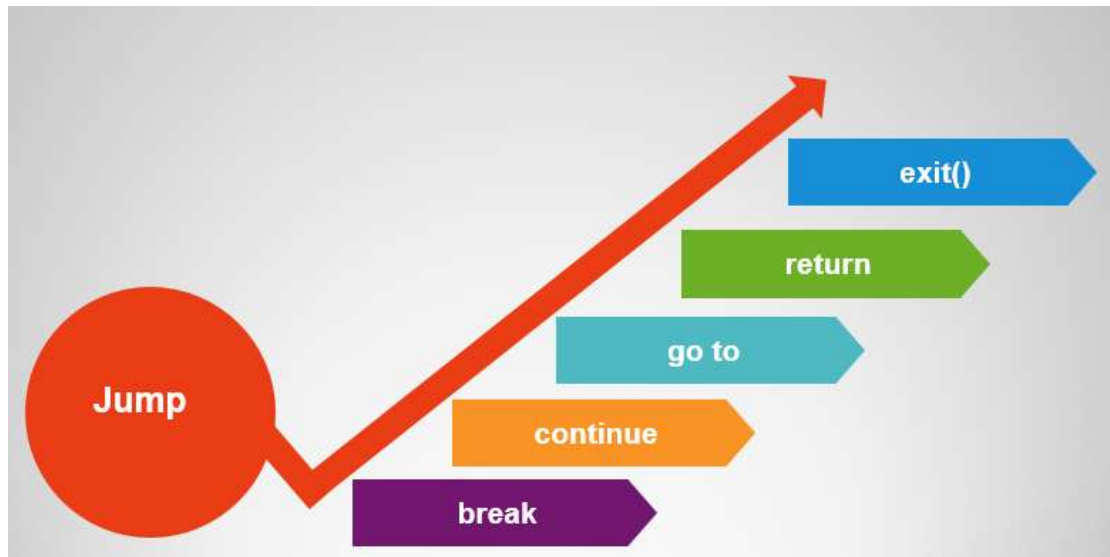 exit()
return
go to
Jump
continue
break